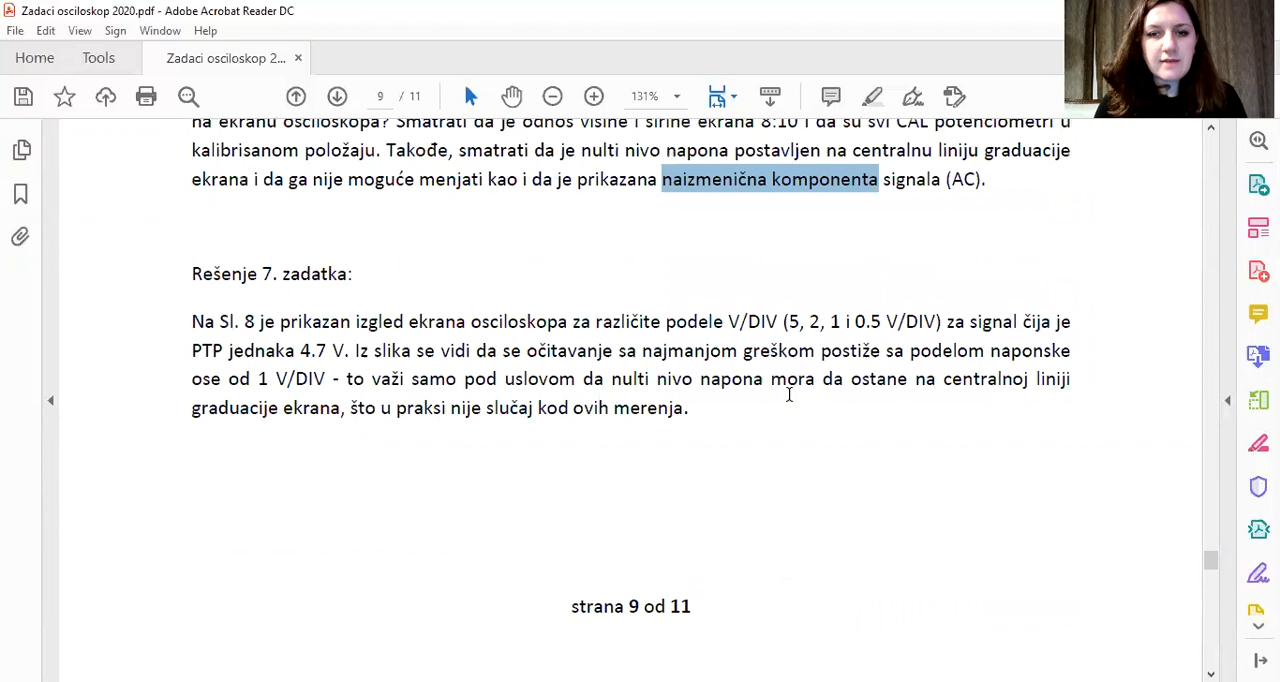 Zadaci osciloskop 2020.pdf - Adobe Acrobat Reader DC
File Edit View Sign Window Help
Home Tools Zadaci osciloskop 2... ×
9 / 11 131%
na ekranu osciloskopa? Smatrati da je odnos visine i širine ekrana 8:10 i da su svi CAL potenciometri u
kalibrisanom položaju. Takođe, smatrati da je nulti nivo napona postavljen na centralnu liniju graduacije
ekrana i da ga nije moguće menjati kao i da je prikazana naizmenična komponenta signala (AC).
Rešenje 7. zadatka:
Na Sl. 8 je prikazan izgled ekrana osciloskopa za različite podele V/DIV (5, 2, 1 i 0.5 V/DIV) za signal čija je
PTP jednaka 4.7 V. Iz slika se vidi da se očitavanje sa najmanjom greškom postiže sa podelom naponske
ose od 1 V/DIV - to važi samo pod uslovom da nulti nivo napona mora da ostane na centralnoj liniji
graduacije ekrana, što u praksi nije slučaj kod ovih merenja.
strana 9 od 11